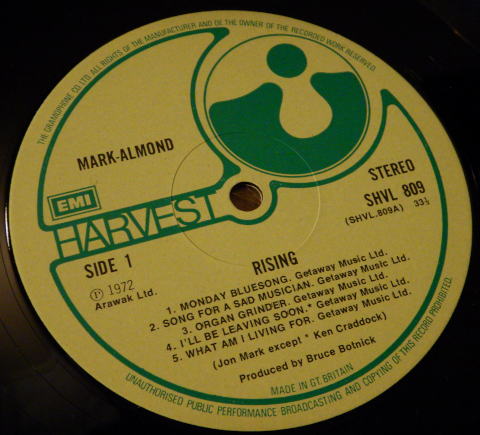 THE GRAMOPHONE CO LTD. ALL RIGHTS OF THE MANUFACTURER AND OF THE OWNER OF THE RECORDED WORK RESERVED.
MARK-ALMOND
STEREO
SHVL 809
(SHVL.809A) 33⅓
EMI
HARVEST
SIDE 1
RISING
Ⓟ 1972
Arawak Ltd.
1. MONDAY BLUESONG. Getaway Music Ltd.
2. SONG FOR A SAD MUSICIAN. Getaway Music Ltd.
3. ORGAN GRINDER. Getaway Music Ltd.
4. I'LL BE LEAVING SOON.* Getaway Music Ltd.
5. WHAT AM I LIVING FOR. Getaway Music Ltd.
(Jon Mark except * Ken Craddock)
Produced by Bruce Botnick
MADE IN GT. BRITAIN
UNAUTHORISED PUBLIC PERFORMANCE BROADCASTING AND COPYING OF THIS RECORD PROHIBITED.